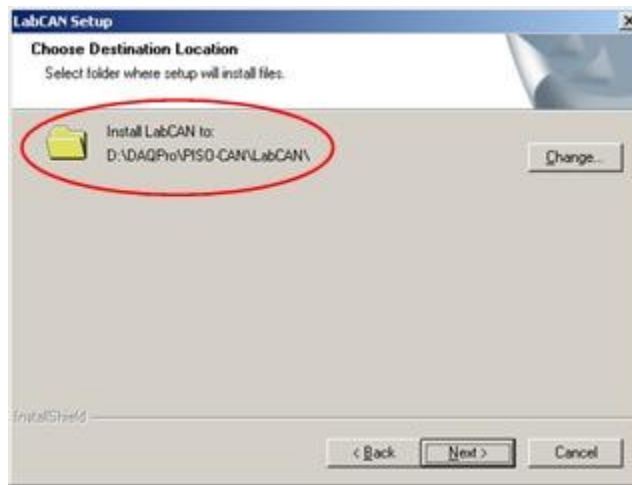 LabCAN Setup
Choose Destination Location
Select folder where setup will install files.
Install LabCAN to:
D:\DAQPro\PISO-CAN\LabCAN\
Change...
InstallShield
< Back
Next >
Cancel